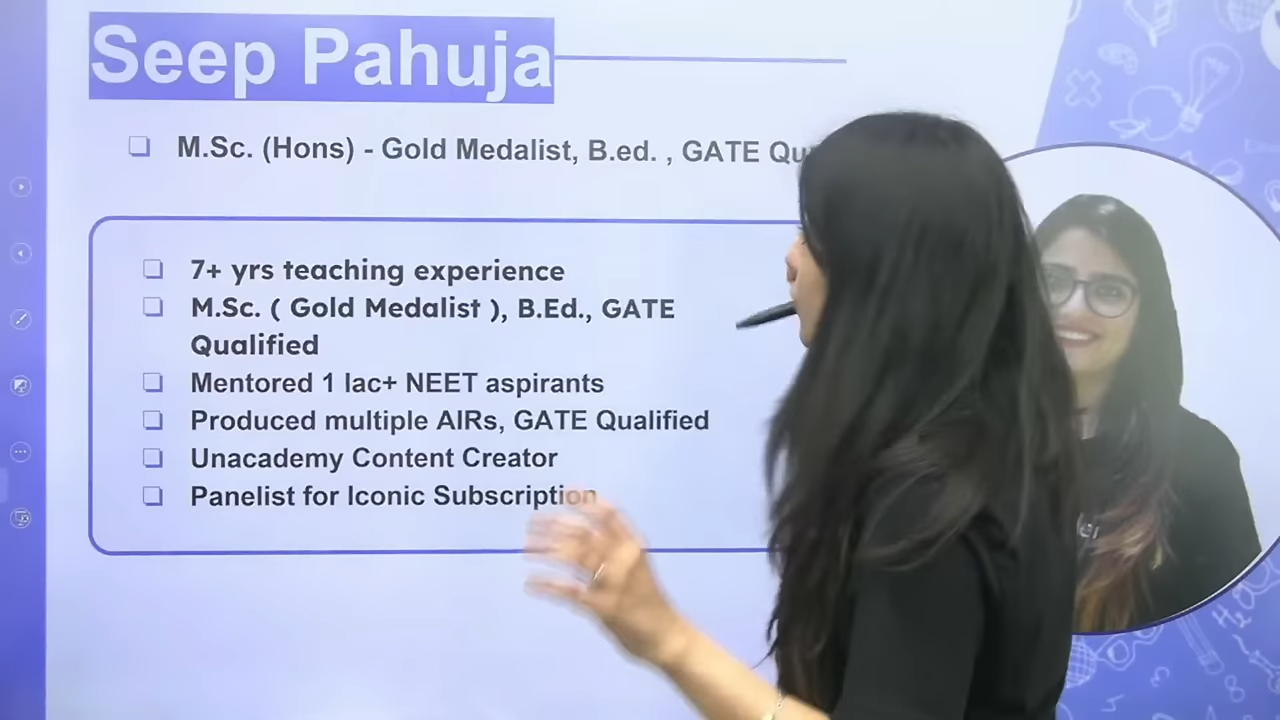 Seep Pahuja
M.Sc. (Hons) - Gold Medalist, B.ed. , GATE
7+ yrs teaching experience
M.Sc. ( Gold Medalist ), B.Ed., GATE
Qualified
Mentored 1 lac+ NEET aspirants
Produced multiple AIRs, GATE Qualified
Unacademy Content Creator
Panelist for Iconic Subscription